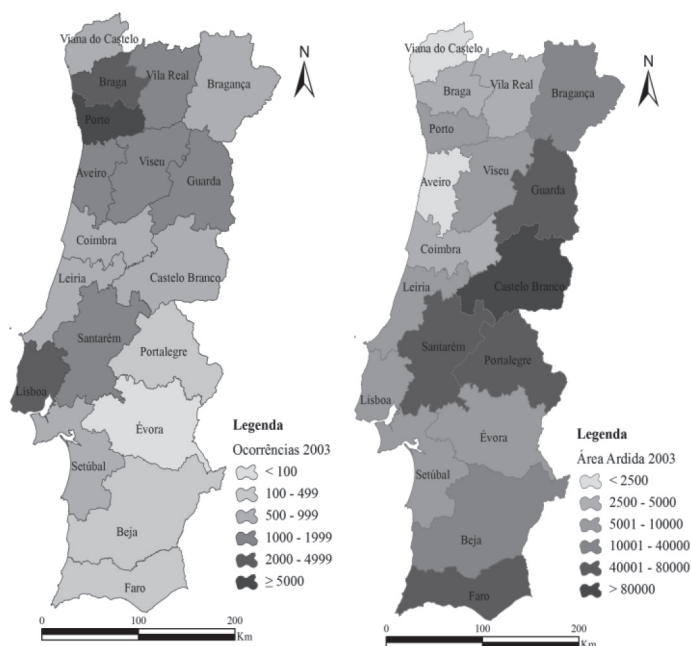 Viana do Castelo
Braga
Vila Real
Bragança
Porto
Aveiro
Viseu
Guarda
Coimbra
Leiria
Castelo Branco
Santarém
Portalegre
Lisboa
Évora
Setúbal
Beja
Faro
N
Legenda
Ocorrências 2003
< 100
100 - 499
500 - 999
1000 - 1999
2000 - 4999
≥ 5000
0 100 200
Km
Viana do Castelo
Braga
Vila Real
Bragança
Porto
Aveiro
Viseu
Guarda
Coimbra
Leiria
Castelo Branco
Santarém
Portalegre
Lisboa
Évora
Setúbal
Beja
Faro
N
Legenda
Área Ardida 2003
< 2500
2500 - 5000
5001 - 10000
10001 - 40000
40001 - 80000
> 80000
0 100 200
Km